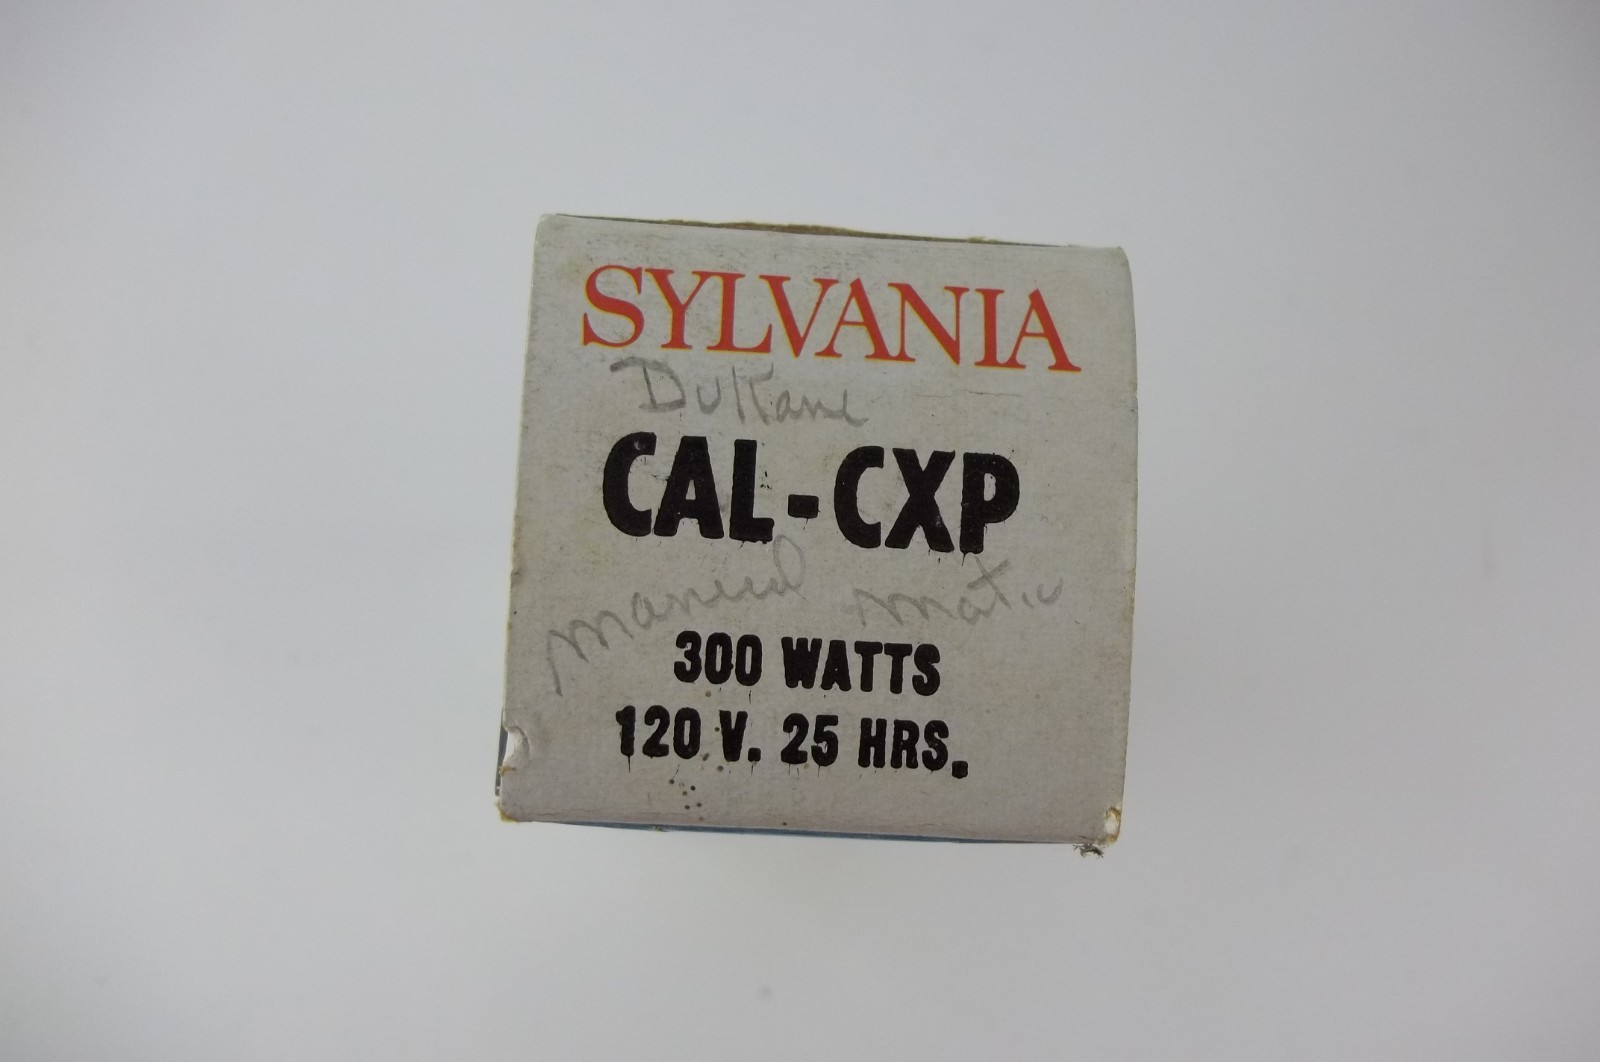 SYLVANIA
DuKane
CAL-CXP
manual matic
300 WATTS
120 V. 25 HRS.